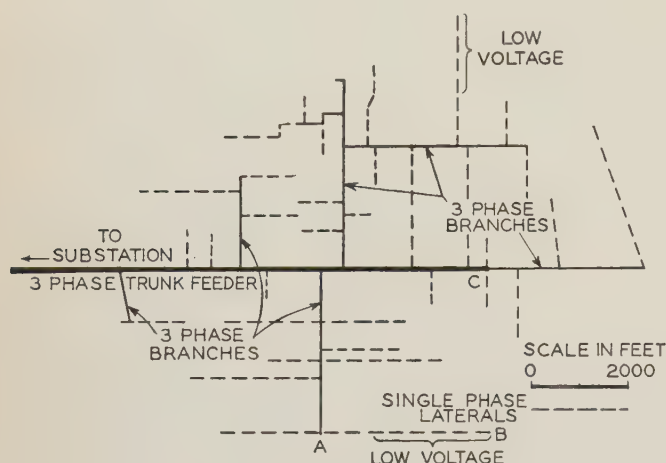 LOW
VOLTAGE
3 PHASE
BRANCHES
TO
SUBSTATION
3 PHASE TRUNK FEEDER
C
3 PHASE
BRANCHES
SCALE IN FEET
0 2000
SINGLE PHASE
LATERALS
A
B
LOW VOLTAGE